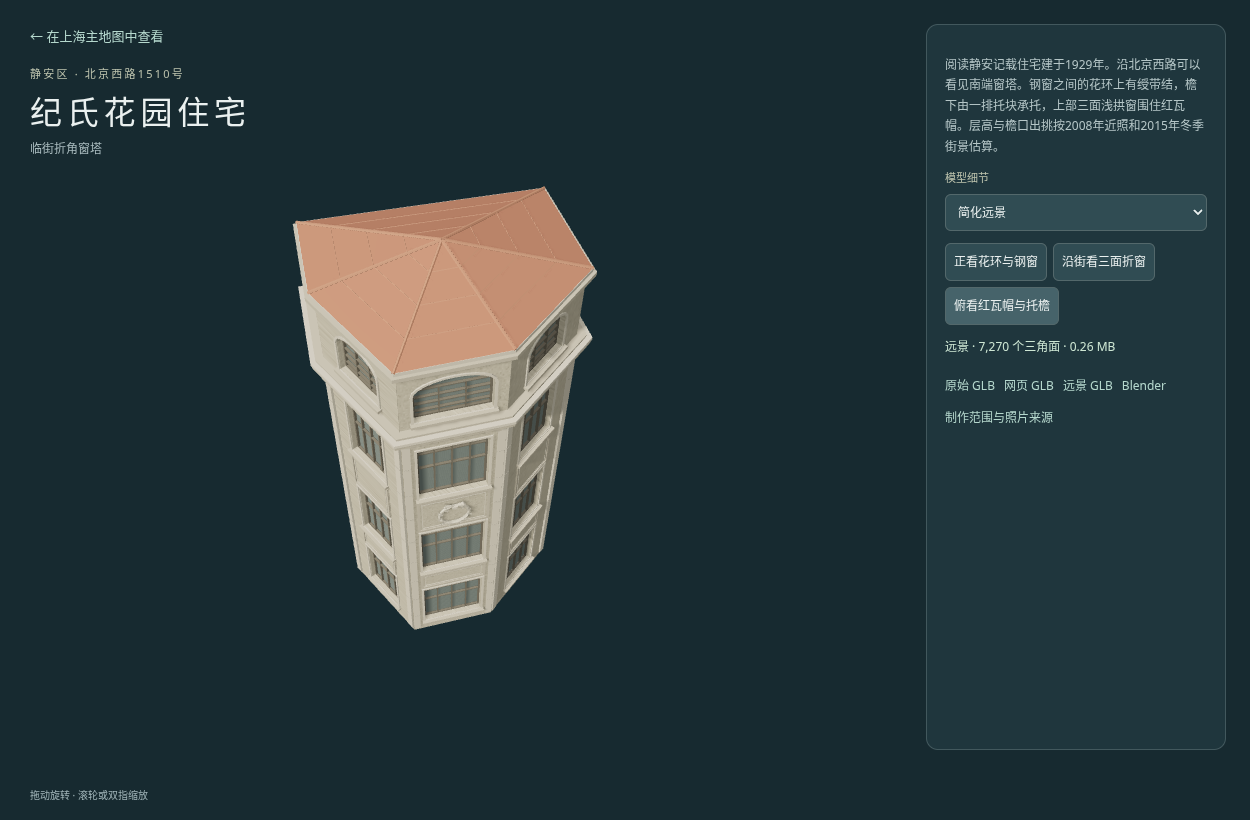 ← 在上海主地图中查看
静安区 · 北京西路1510号
纪氏花园住宅
临街折角窗塔
阅读静安记载住宅建于1929年。沿北京西路可以
看见南端窗塔。钢窗之间的花环上有绶带结，檐
下由一排托块承托，上部三面浅拱窗围住红瓦
帽。层高与檐口出挑按2008年近照和2015年冬季
街景估算。
模型细节
简化远景
正看花环与钢窗 沿街看三面折窗
俯看红瓦帽与托檐
远景 · 7,270 个三角面 · 0.26 MB
原始 GLB 网页 GLB 远景 GLB Blender
制作范围与照片来源
拖动旋转 · 滚轮或双指缩放